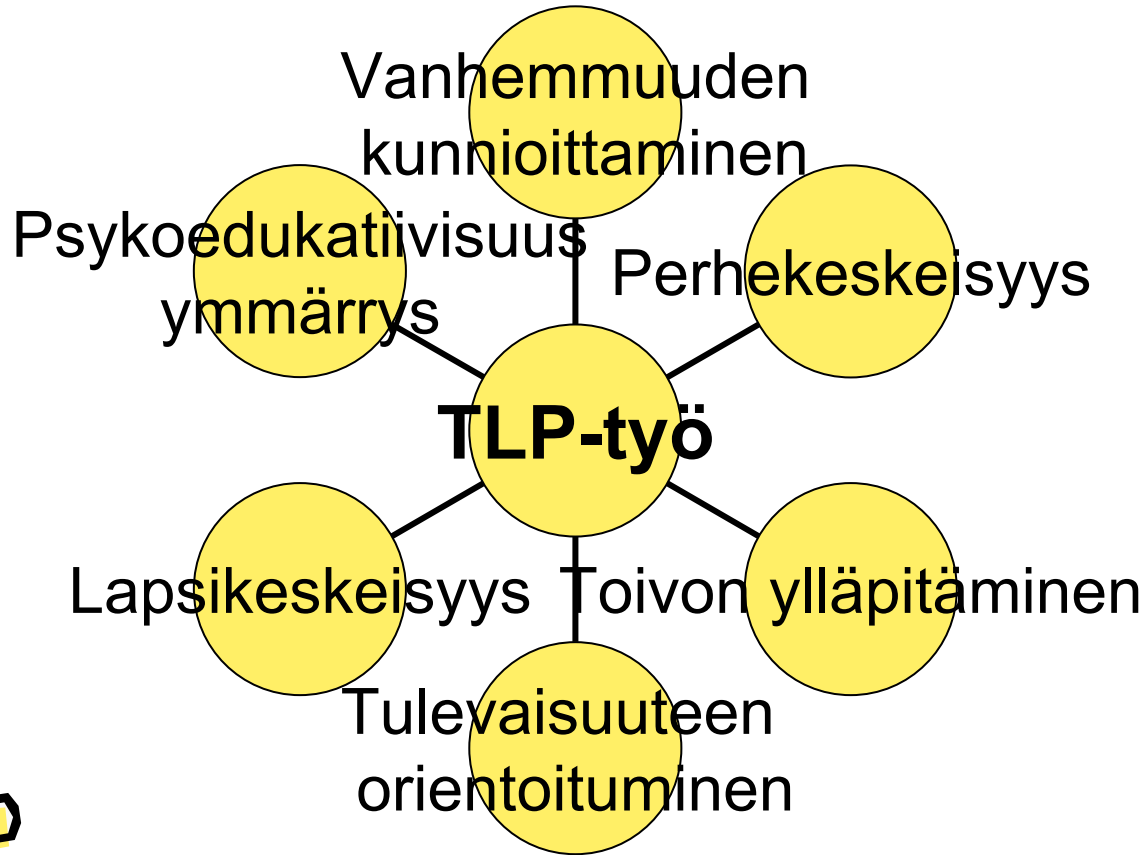 Vanhemmuuden
kunnioittaminen
Psykoedukatiivisuus
ymmärrys
Perhekeskeisyys
TLP-työ
Lapsikeskeisyys
Toivon ylläpitäminen
Tulevaisuuteen
orientoituminen